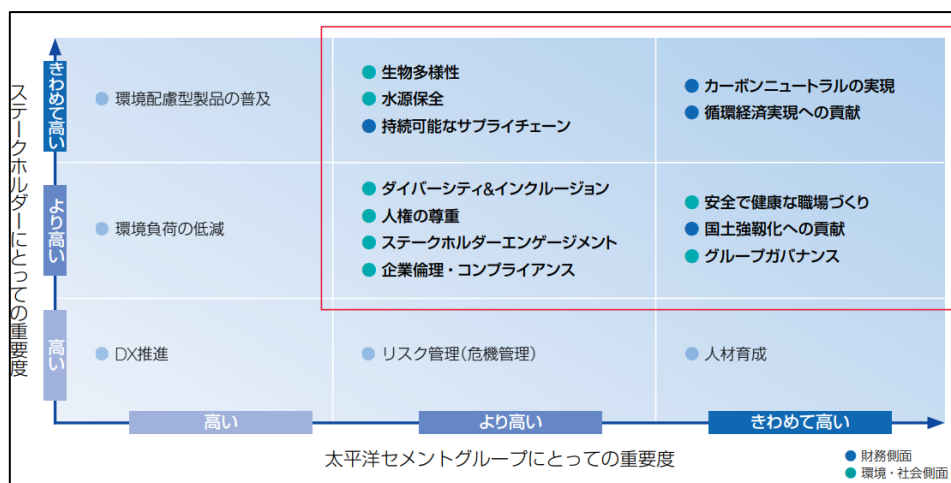 ステークホルダーにとっての重要度
きわめて高い
環境配慮型製品の普及
生物多様性
水源保全
持続可能なサプライチェーン
カーボンニュートラルの実現
循環経済実現への貢献
より高い
環境負荷の低減
ダイバーシティ&インクルージョン
人権の尊重
ステークホルダーエンゲージメント
企業倫理・コンプライアンス
安全で健康な職場づくり
国土強靱化への貢献
グループガバナンス
高い
DX推進
リスク管理(危機管理)
人材育成
高い
より高い
きわめて高い
太平洋セメントグループにとっての重要度
財務側面
環境・社会側面